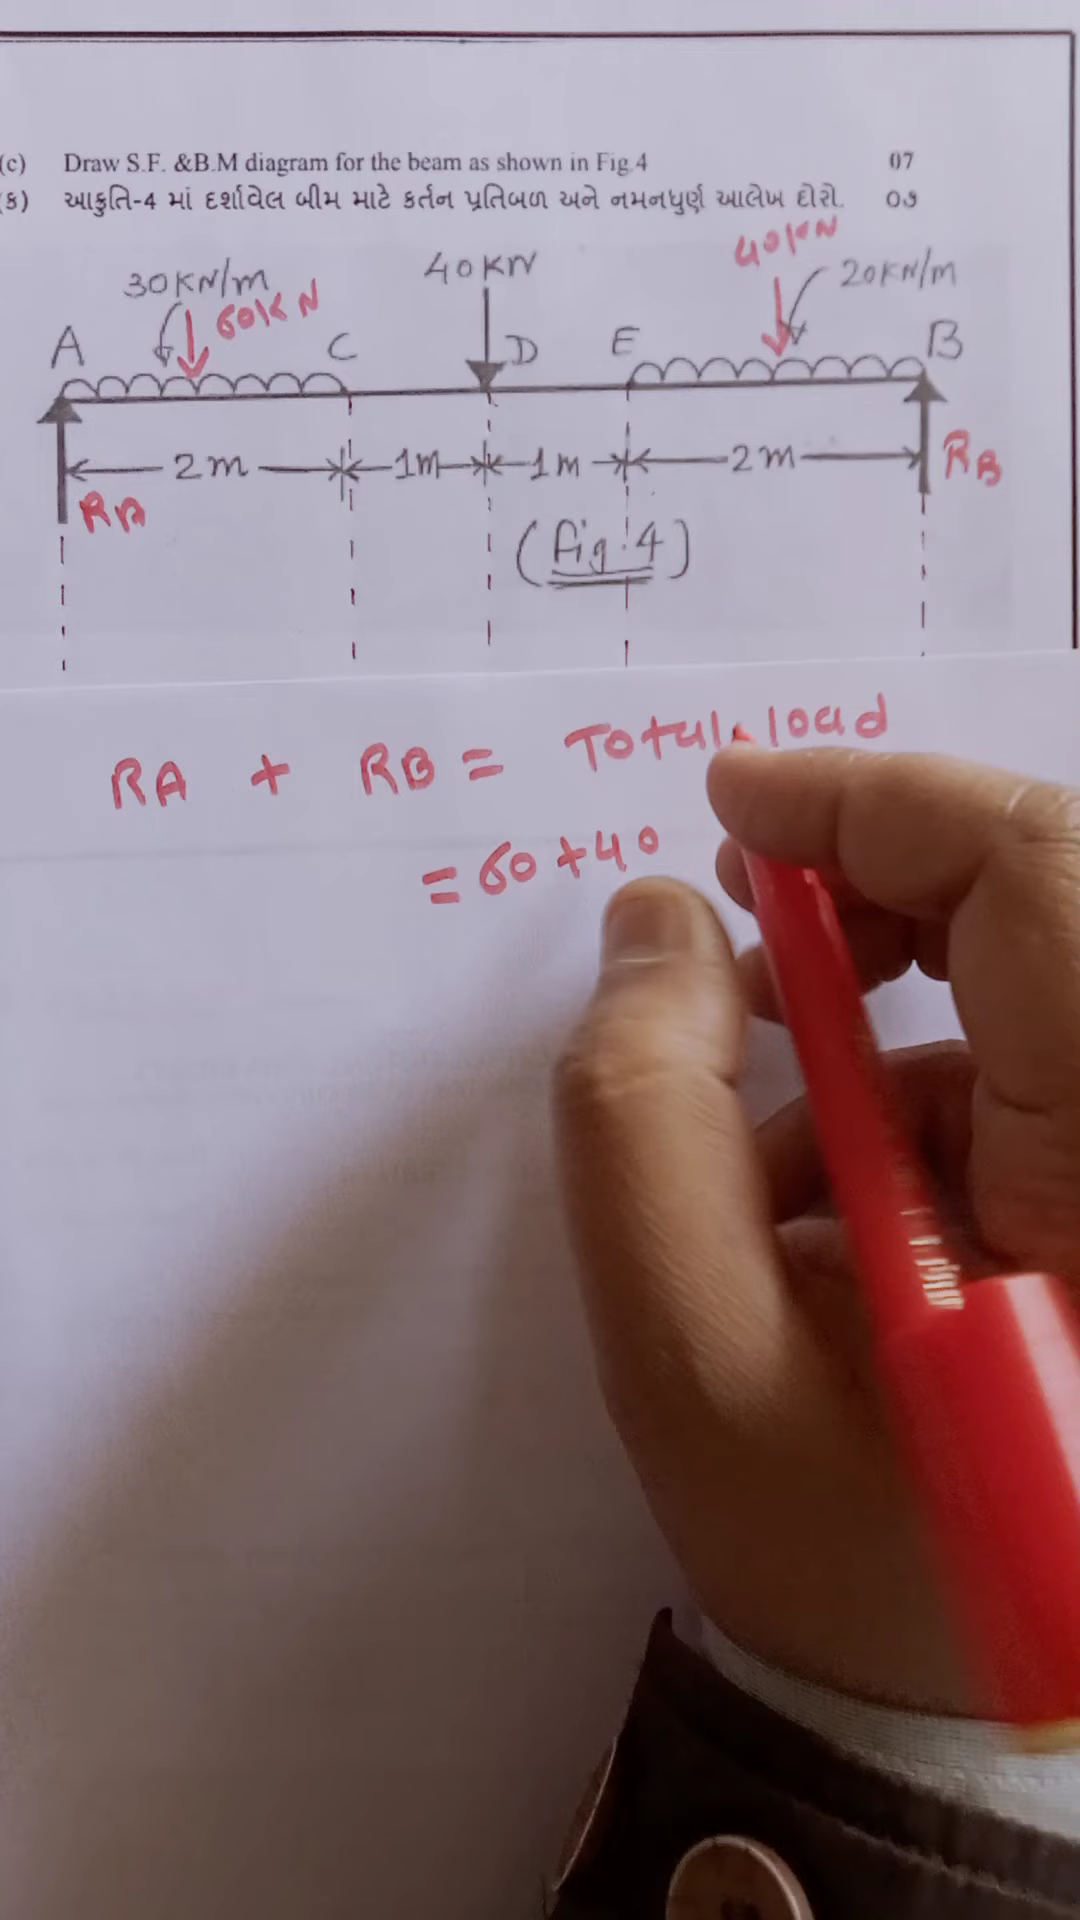 (c) Draw S.F. &B.M diagram for the beam as shown in Fig.4 07
(ક) આકૃતિ-4 માં દર્શાવેલ બીમ માટે કર્તન પ્રતિબળ અને નમનઘુર્ણ આલેખ દોરો. ૦૭
30KN/m 60KN 40KN 40KN 20KN/m
A C D E B
2m 1m 1m 2m
RA RB
(fig.4)
RA + RB = Total load
= 60+40